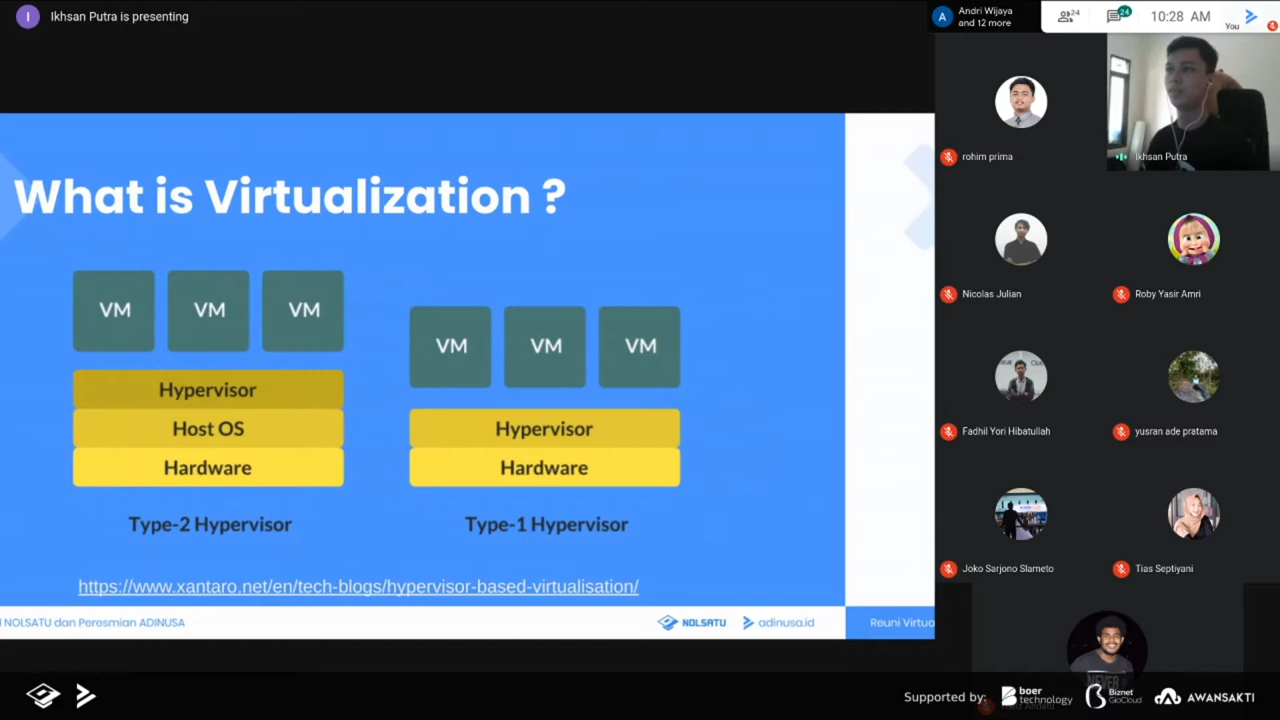 I
Ikhsan Putra is presenting
A
Andri Wijaya
and 12 more
24
24
10:28 AM
You
rohim prima
Ikhsan Putra
Nicolas Julian
Roby Yasir Amri
Fadhil Yori Hibatullah
yusran ade pratama
Joko Sarjono Slameto
Tias Septiyani
What is Virtualization ?
VM VM VM
Hypervisor
Host OS
Hardware
Type-2 Hypervisor
VM VM VM
Hypervisor
Hardware
Type-1 Hypervisor
https://www.xantaro.net/en/tech-blogs/hypervisor-based-virtualisation/
NOLSATU dan Peresmian ADINUSA
NOLSATU
adinusa.id
Reuni Virtua
NEVER
Supported by:
boer
technology
Biznet
GioCloud
AWANSAKTI